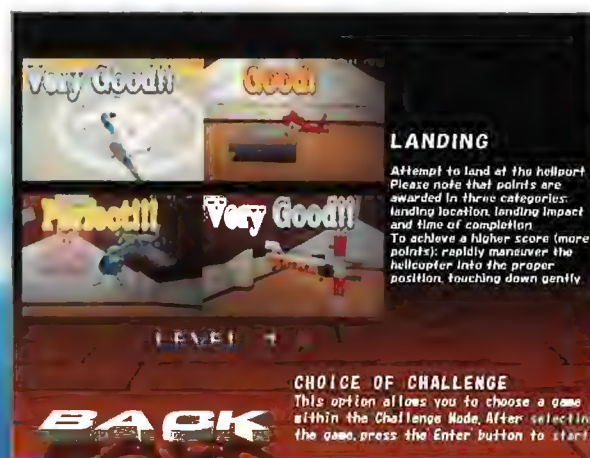 Very Good!!
Good!
Perfect!!!
Very Good!!
LANDING
Attempt to land at the heliport
Please note that points are
awarded in three categories:
landing location, landing impact
and time of completion
To achieve a higher score (more
points): rapidly maneuver the
helicopter into the proper
position, touching down gently
LEVEL
CHOICE OF CHALLENGE
This option allows you to choose a game
within the Challenge Mode. After selecting
the game, press the Enter button to start
BACK